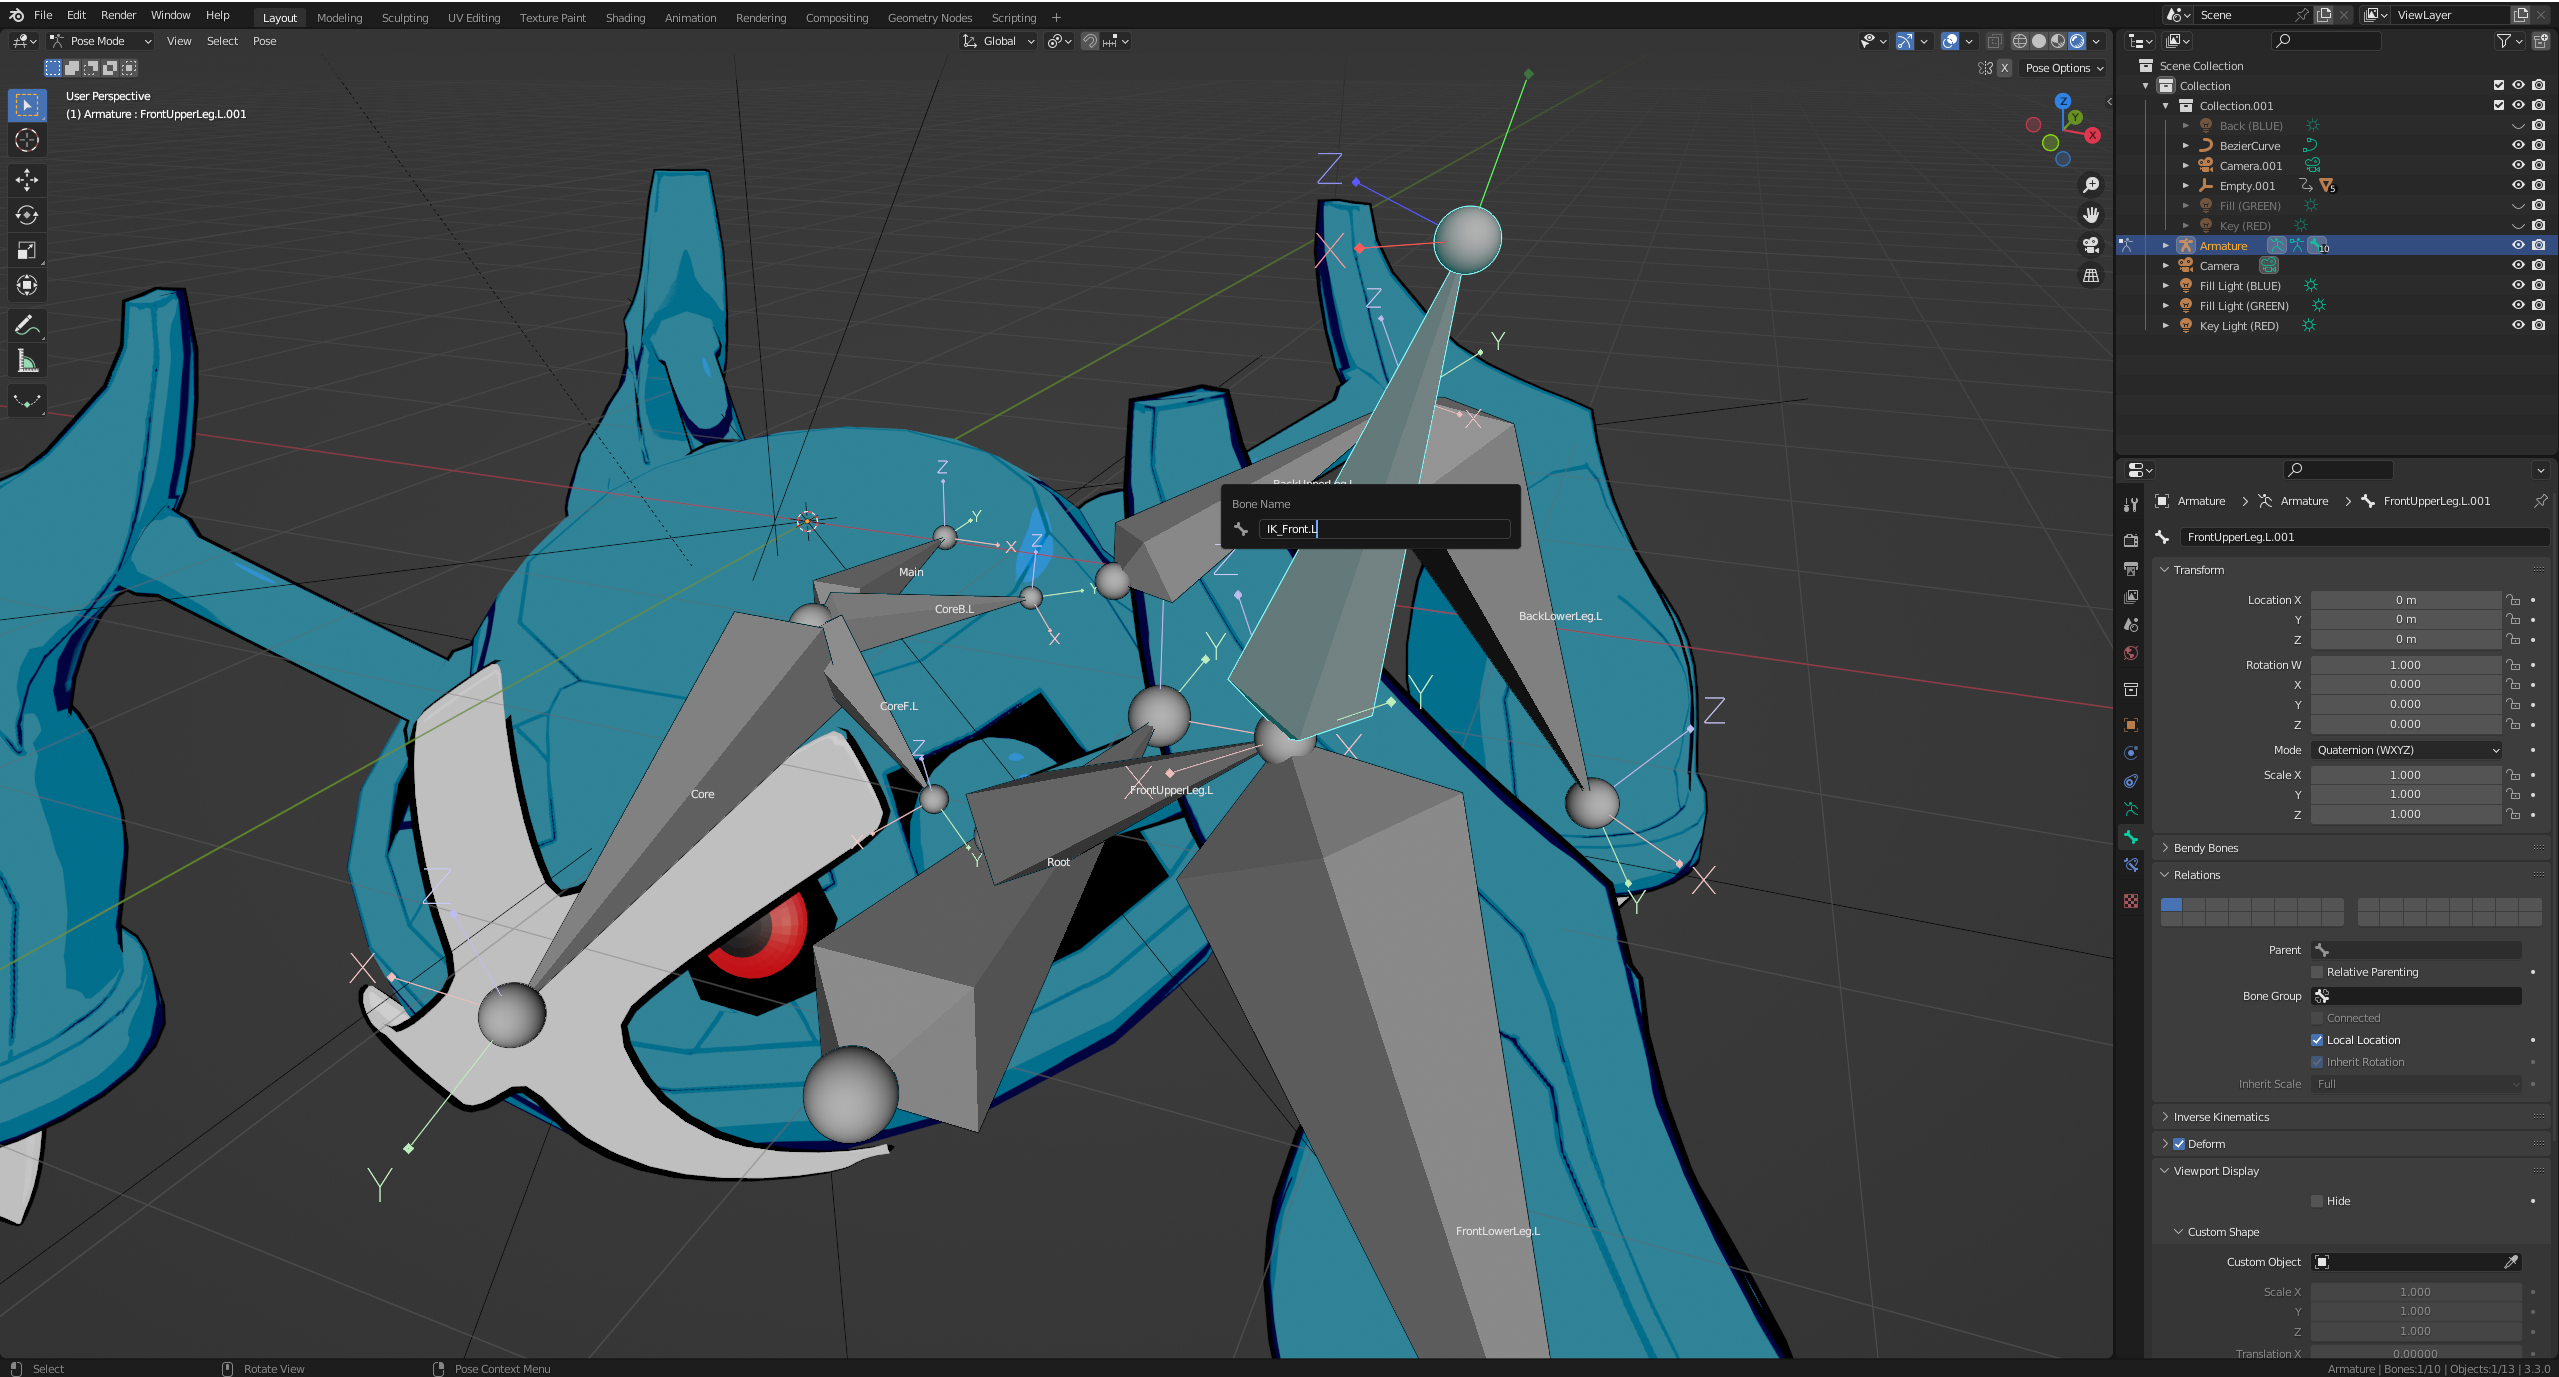 File Edit Render Window Help Layout Modeling Sculpting UV Editing Texture Paint Shading Animation Rendering Compositing Geometry Nodes Scripting Scene ViewLayer
Pose Mode View Select Pose Global
X Pose Options
User Perspective
(1) Armature : FrontUpperLeg.L.001
Z
Y
X
Z
X
Z
Y
X
Bone Name
IK_Front.L
Z
Y
X
Z
Main
Y
CoreB.L
X
BackLowerLeg.L
Z
Y
Y
X
Z
CoreF.L
Z
Core
X
FrontUpperLeg.L
X
Y
Root
X
Y
Z
X
Y
FrontLowerLeg.L
Scene Collection
Collection
Collection.001
Back (BLUE)
BezierCurve
Camera.001
Empty.001 5
Fill (GREEN)
Key (RED)
Armature 10
Camera
Fill Light (BLUE)
Fill Light (GREEN)
Key Light (RED)
Armature Armature FrontUpperLeg.L.001
FrontUpperLeg.L.001
Transform
Location X 0 m
Y 0 m
Z 0 m
Rotation W 1.000
X 0.000
Y 0.000
Z 0.000
Mode Quaternion (WXYZ)
Scale X 1.000
Y 1.000
Z 1.000
Bendy Bones
Relations
Parent
Relative Parenting
Bone Group
Connected
Local Location
Inherit Rotation
Inherit Scale Full
Inverse Kinematics
Deform
Viewport Display
Hide
Custom Shape
Custom Object
Scale X 1.000
Y 1.000
Z 1.000
Translation X 0.00000
Select Rotate View Pose Context Menu Armature | Bones:1/10 | Objects:1/13 | 3.3.0